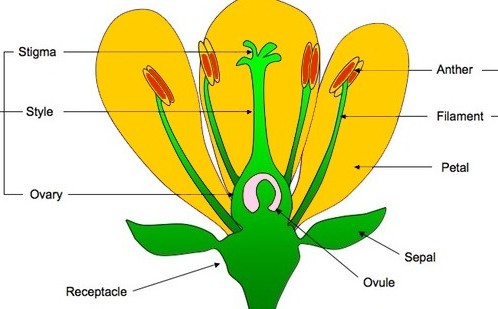 Stigma
Anther
Style
Filament
Petal
Ovary
Sepal
Ovule
Receptacle